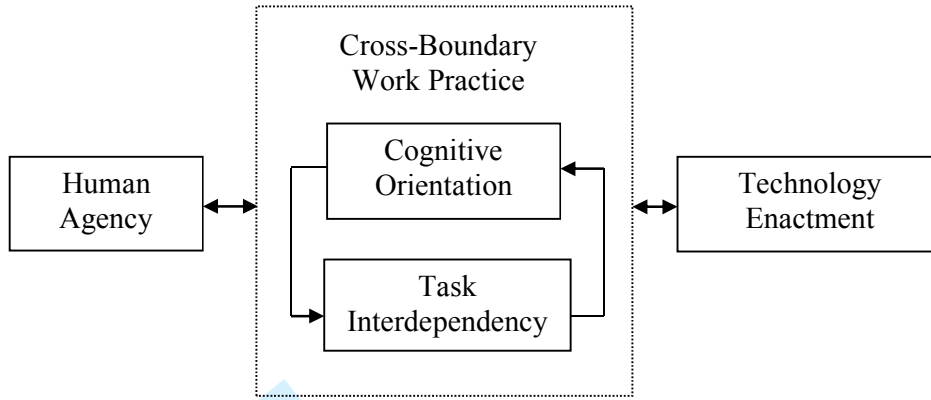 Cross-Boundary
Work Practice
Cognitive
Orientation
Human
Agency
Technology
Enactment
Task
Interdependency